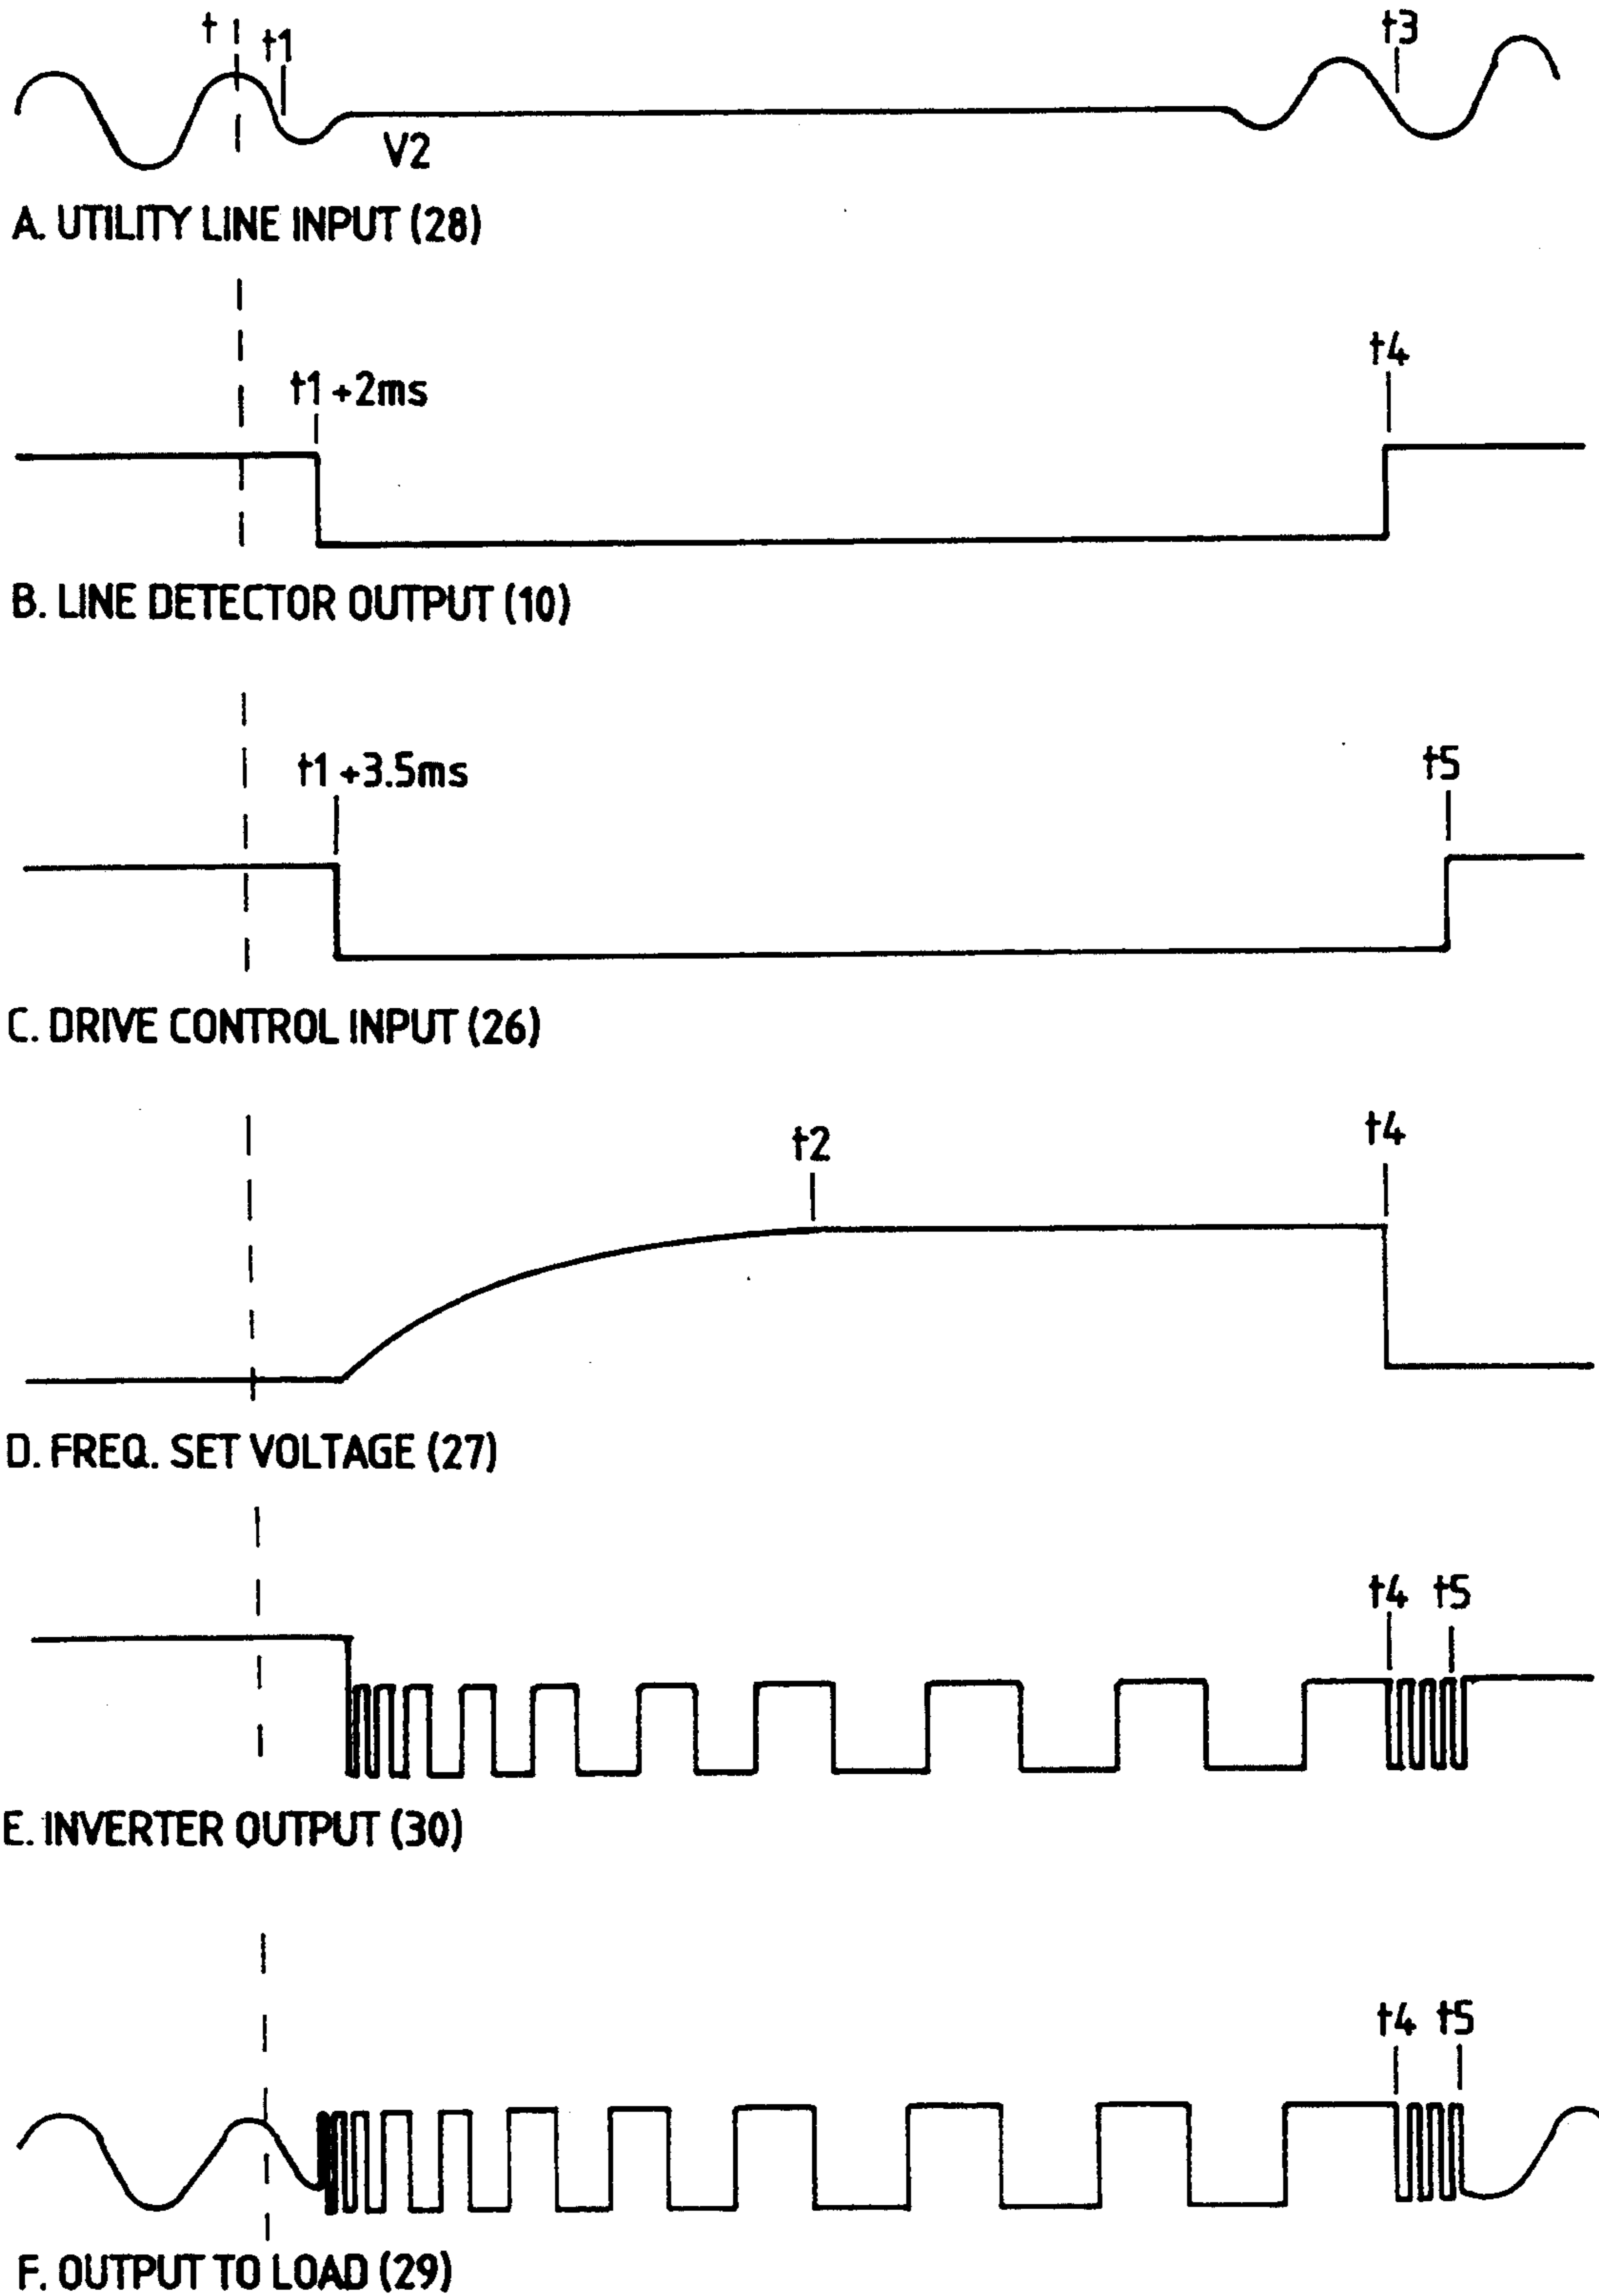 t t1 t3
V2
A. UTILITY LINE INPUT (28)
t1 +2ms t4
B. LINE DETECTOR OUTPUT (10)
t1 +3.5ms t5
C. DRIVE CONTROL INPUT (26)
t2 t4
D. FREQ. SET VOLTAGE (27)
t4 t5
E. INVERTER OUTPUT (30)
t4 t5
F. OUTPUT TO LOAD (29)